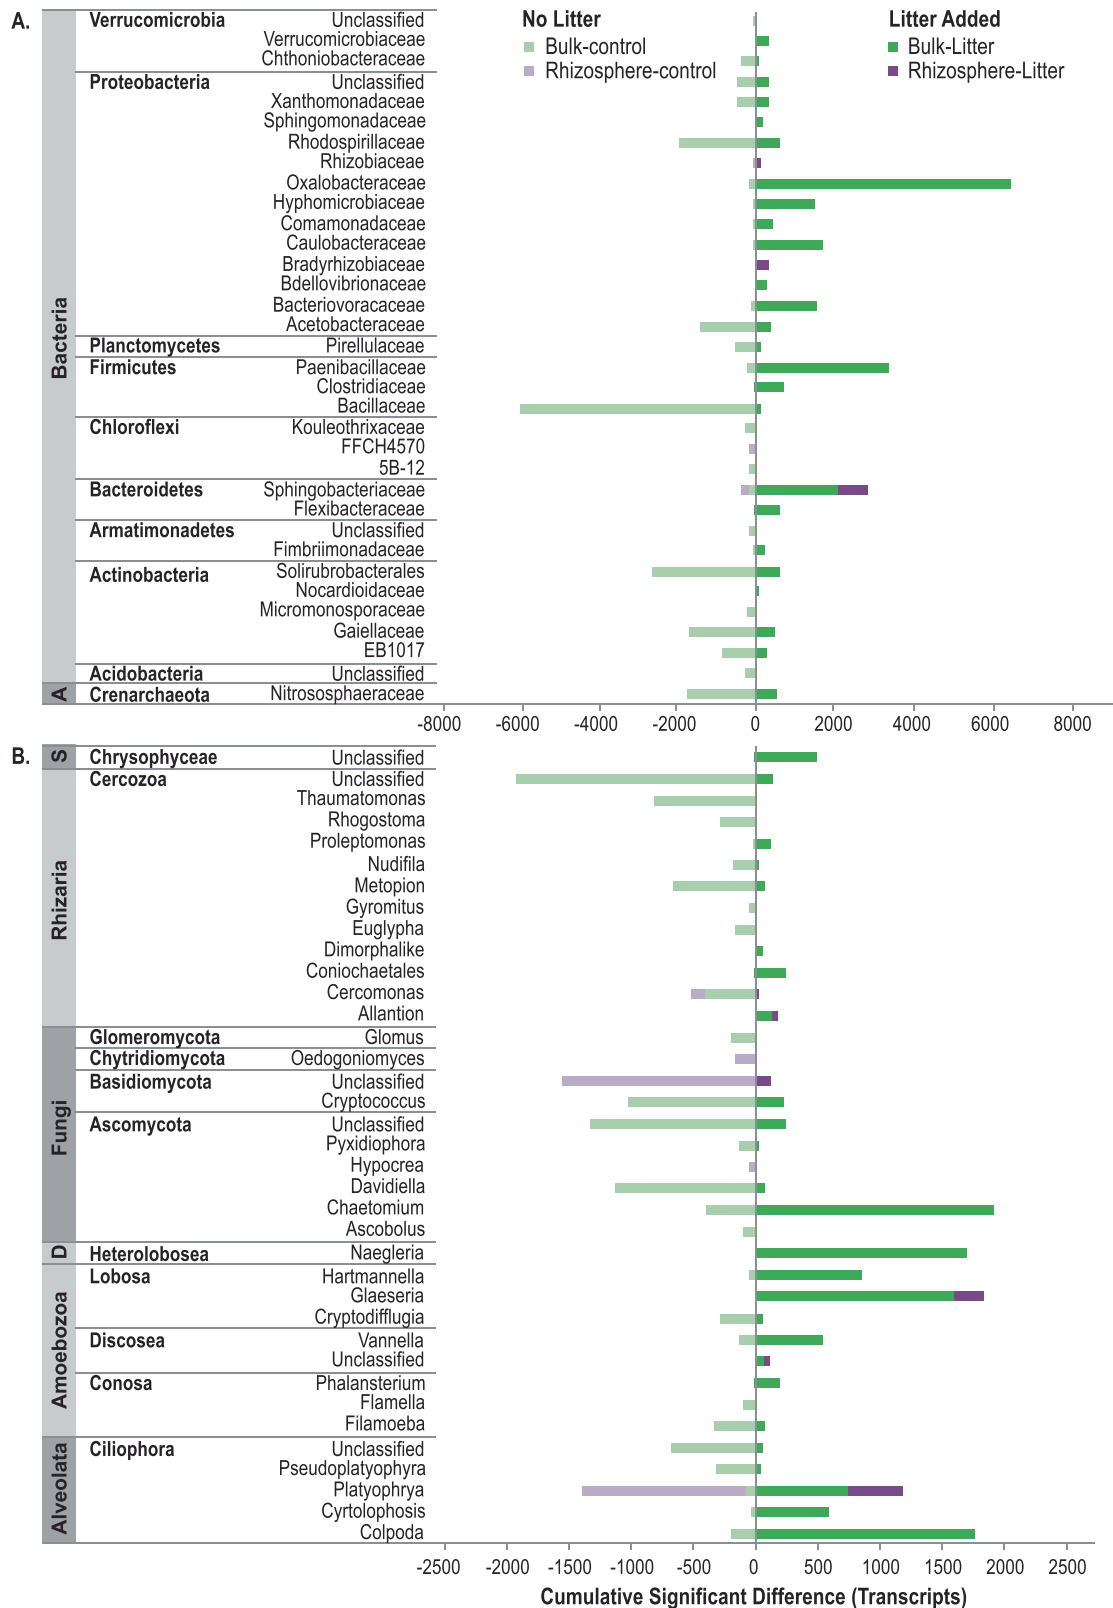 A.
No Litter
Bulk-control
Rhizosphere-control
Litter Added
Bulk-Litter
Rhizosphere-Litter
Bacteria
Verrucomicrobia Unclassified
Verrucomicrobiaceae
Chthoniobacteraceae
Proteobacteria Unclassified
Xanthomonadaceae
Sphingomonadaceae
Rhodospirillaceae
Rhizobiaceae
Oxalobacteraceae
Hyphomicrobiaceae
Comamonadaceae
Caulobacteraceae
Bradyrhizobiaceae
Bdellovibrionaceae
Bacteriovoracaceae
Acetobacteraceae
Planctomycetes Pirellulaceae
Firmicutes Paenibacillaceae
Clostridiaceae
Bacillaceae
Chloroflexi Kouleothrixaceae
FFCH4570
5B-12
Bacteroidetes Sphingobacteriaceae
Flexibacteraceae
Armatimonadetes Unclassified
Fimbriimonadaceae
Actinobacteria Solirubrobacterales
Nocardioidaceae
Micromonosporaceae
Gaiellaceae
EB1017
Acidobacteria Unclassified
A Crenarchaeota Nitrososphaeraceae
-8000 -6000 -4000 -2000 0 2000 4000 6000 8000
B.
S Chrysophyceae Unclassified
Rhizaria
Cercozoa Unclassified
Thaumatomonas
Rhogostoma
Proleptomonas
Nudifila
Metopion
Gyromitus
Euglypha
Dimorphalike
Coniochaetales
Cercomonas
Allantion
Fungi
Glomeromycota Glomus
Chytridiomycota Oedogoniomyces
Basidiomycota Unclassified
Cryptococcus
Ascomycota Unclassified
Pyxidiophora
Hypocrea
Davidiella
Chaetomium
Ascobolus
D Heterolobosea Naegleria
Amoebozoa
Lobosa Hartmannella
Glaeseria
Cryptodifflugia
Discosea Vannella
Unclassified
Conosa Phalansterium
Flamella
Filamoeba
Alveolata
Ciliophora Unclassified
Pseudoplatyophyra
Platyophrya
Cyrtolophosis
Colpoda
-2500 -2000 -1500 -1000 -500 0 500 1000 1500 2000 2500
Cumulative Significant Difference (Transcripts)